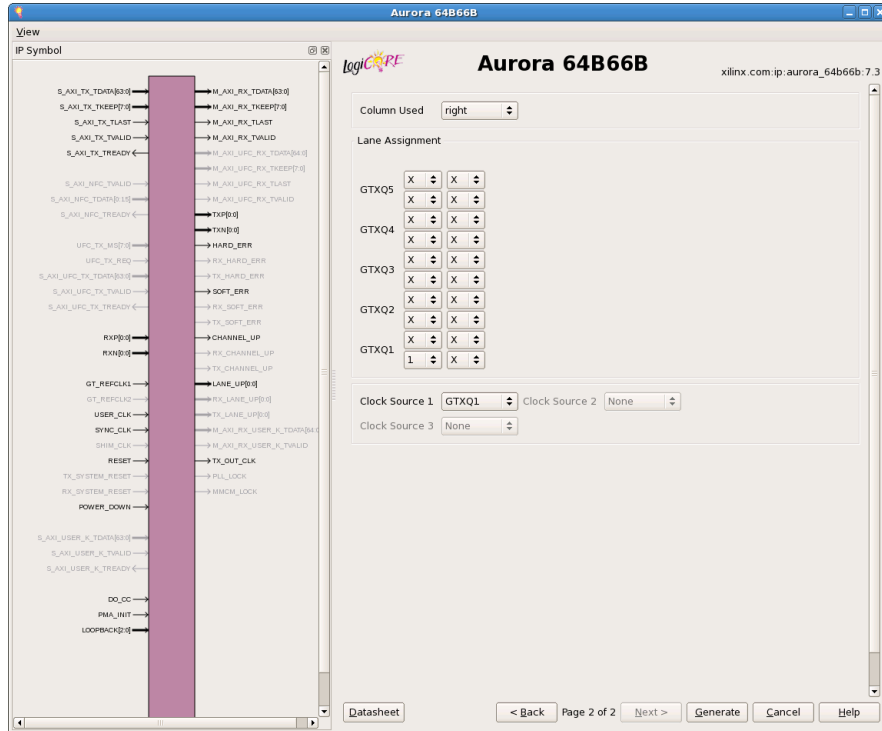 Aurora 64B66B
View
IP Symbol
S_AXI_TX_TDATA[63:0]
S_AXI_TX_TKEEP[7:0]
S_AXI_TX_TLAST
S_AXI_TX_TVALID
S_AXI_TX_TREADY
S_AXI_NFC_TVALID
S_AXI_NFC_TDATA[0:15]
S_AXI_NFC_TREADY
UFC_TX_MS[7:0]
UFC_TX_REQ
S_AXI_UFC_TX_TDATA[63:0]
S_AXI_UFC_TX_TVALID
S_AXI_UFC_TX_TREADY
RXP[0:0]
RXN[0:0]
GT_REFCLK1
GT_REFCLK2
USER_CLK
SYNC_CLK
SHIM_CLK
RESET
TX_SYSTEM_RESET
RX_SYSTEM_RESET
POWER_DOWN
S_AXI_USER_K_TDATA[63:0]
S_AXI_USER_K_TVALID
S_AXI_USER_K_TREADY
DO_CC
PMA_INIT
LOOPBACK[2:0]
M_AXI_RX_TDATA[63:0]
M_AXI_RX_TKEEP[7:0]
M_AXI_RX_TLAST
M_AXI_RX_TVALID
M_AXI_UFC_RX_TDATA[64:0]
M_AXI_UFC_RX_TKEEP[7:0]
M_AXI_UFC_RX_TLAST
M_AXI_UFC_RX_TVALID
TXP[0:0]
TXN[0:0]
HARD_ERR
RX_HARD_ERR
TX_HARD_ERR
SOFT_ERR
RX_SOFT_ERR
TX_SOFT_ERR
CHANNEL_UP
RX_CHANNEL_UP
TX_CHANNEL_UP
LANE_UP[0:0]
RX_LANE_UP[0:0]
TX_LANE_UP[0:0]
M_AXI_RX_USER_K_TDATA[64:0
M_AXI_RX_USER_K_TVALID
TX_OUT_CLK
PLL_LOCK
MMCM_LOCK
LogiCORE
Aurora 64B66B
xilinx.com:ip:aurora_64b66b:7.3
Column Used right
Lane Assignment
GTXQ5
X X
X X
GTXQ4
X X
X X
GTXQ3
X X
X X
GTXQ2
X X
X X
GTXQ1
X X
1 X
Clock Source 1 GTXQ1 Clock Source 2 None
Clock Source 3 None
Datasheet < Back Page 2 of 2 Next > Generate Cancel Help